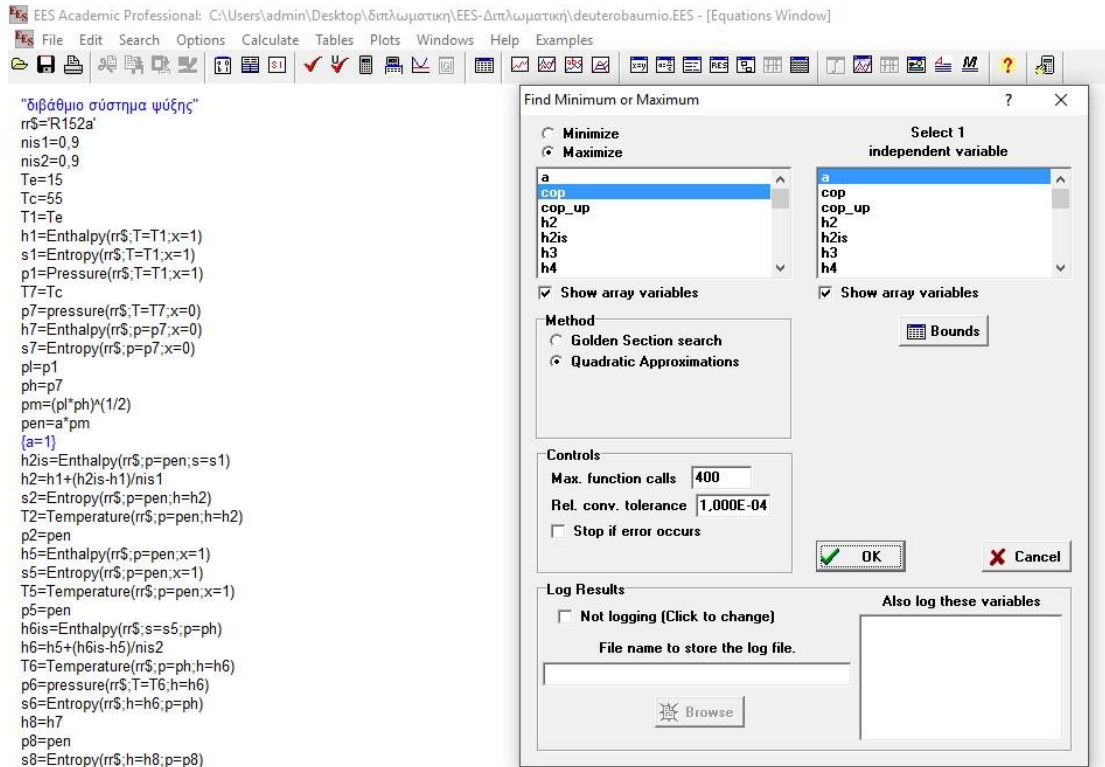 EES Academic Professional: C:\Users\admin\Desktop\διπλωματικη\EES-Διπλωματική\deuterobaumio.EES - [Equations Window]
File Edit Search Options Calculate Tables Plots Windows Help Examples
"διβάθμιο σύστημα ψύξης"
rr$='R152a'
nis1=0,9
nis2=0,9
Te=15
Tc=55
T1=Te
h1=Enthalpy(rr$;T=T1;x=1)
s1=Entropy(rr$;T=T1;x=1)
p1=Pressure(rr$;T=T1;x=1)
T7=Tc
p7=pressure(rr$;T=T7;x=0)
h7=Enthalpy(rr$;p=p7;x=0)
s7=Entropy(rr$;p=p7;x=0)
pl=p1
ph=p7
pm=(pl*ph)^(1/2)
pen=a*pm
{a=1}
h2is=Enthalpy(rr$;p=pen;s=s1)
h2=h1+(h2is-h1)/nis1
s2=Entropy(rr$;p=pen;h=h2)
T2=Temperature(rr$;p=pen;h=h2)
p2=pen
h5=Enthalpy(rr$;p=pen;x=1)
s5=Entropy(rr$;p=pen;x=1)
T5=Temperature(rr$;p=pen;x=1)
p5=pen
h6is=Enthalpy(rr$;s=s5;p=ph)
h6=h5+(h6is-h5)/nis2
T6=Temperature(rr$;p=ph;h=h6)
p6=pressure(rr$;T=T6;h=h6)
s6=Entropy(rr$;h=h6;p=ph)
h8=h7
p8=pen
s8=Entropy(rr$;h=h8;p=p8)
Find Minimum or Maximum
Minimize
Maximize
a
cop
cop_up
h2
h2is
h3
h4
Show array variables
Select 1
independent variable
a
cop
cop_up
h2
h2is
h3
h4
Show array variables
Method
Golden Section search
Quadratic Approximations
Bounds
Controls
Max. function calls 400
Rel. conv. tolerance 1,000E-04
Stop if error occurs
OK
Cancel
Log Results
Not logging (Click to change)
File name to store the log file.
Browse
Also log these variables